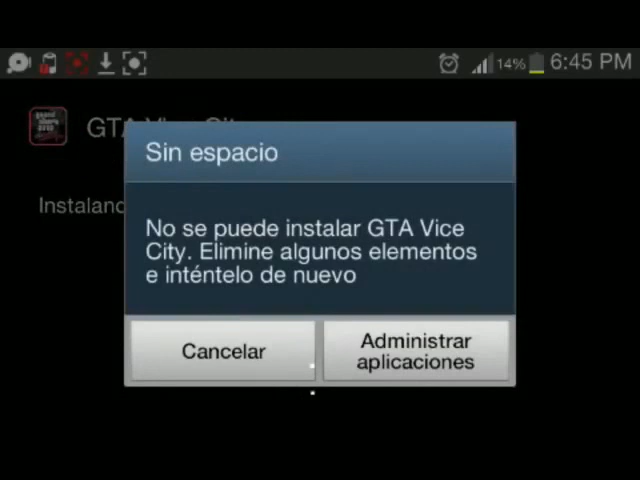 14% 6:45 PM
GTA Vice City
Sin espacio
Instaland
No se puede instalar GTA Vice
City. Elimine algunos elementos
e inténtelo de nuevo
Cancelar
Administrar
aplicaciones